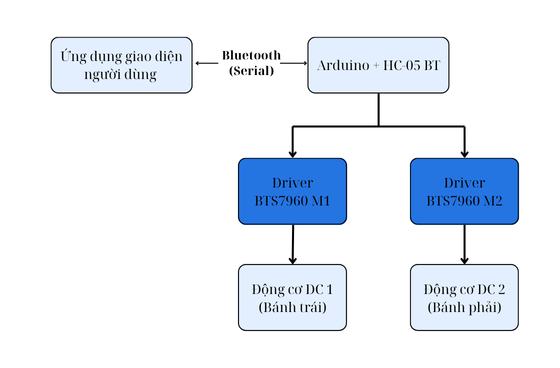 Ứng dụng giao diện
người dùng
Bluetooth
(Serial)
Arduino + HC-05 BT
Driver
BTS7960 M1
Driver
BTS7960 M2
Động cơ DC 1
(Bánh trái)
Động cơ DC 2
(Bánh phải)